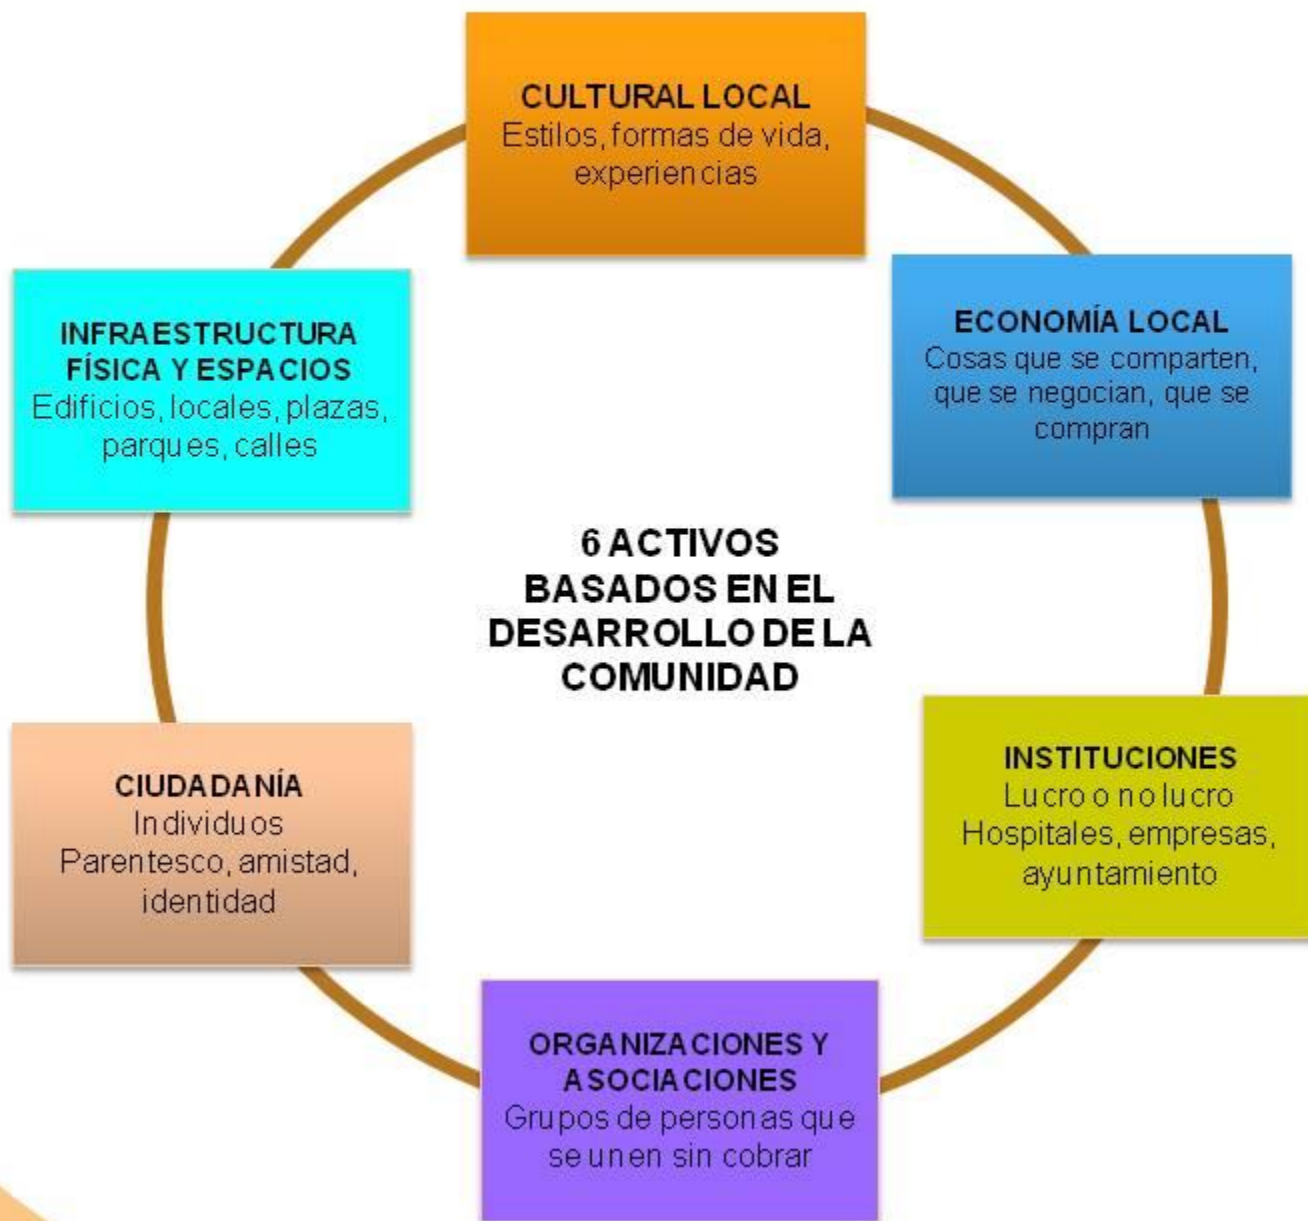 CULTURAL LOCAL
Estilos, formas de vida,
experiencias
ECONOMÍA LOCAL
Cosas que se comparten,
que se negocian, que se
compran
INSTITUCIONES
Lucro o no lucro
Hospitales, empresas,
ayuntamiento
ORGANIZACIONES Y
ASOCIACIONES
Grupos de personas que
se unen sin cobrar
CIUDADANÍA
Individuos
Parentesco, amistad,
identidad
INFRAESTRUCTURA
FÍSICA Y ESPACIOS
Edificios, locales, plazas,
parques, calles
6 ACTIVOS
BASADOS EN EL
DESARROLLO DE LA
COMUNIDAD